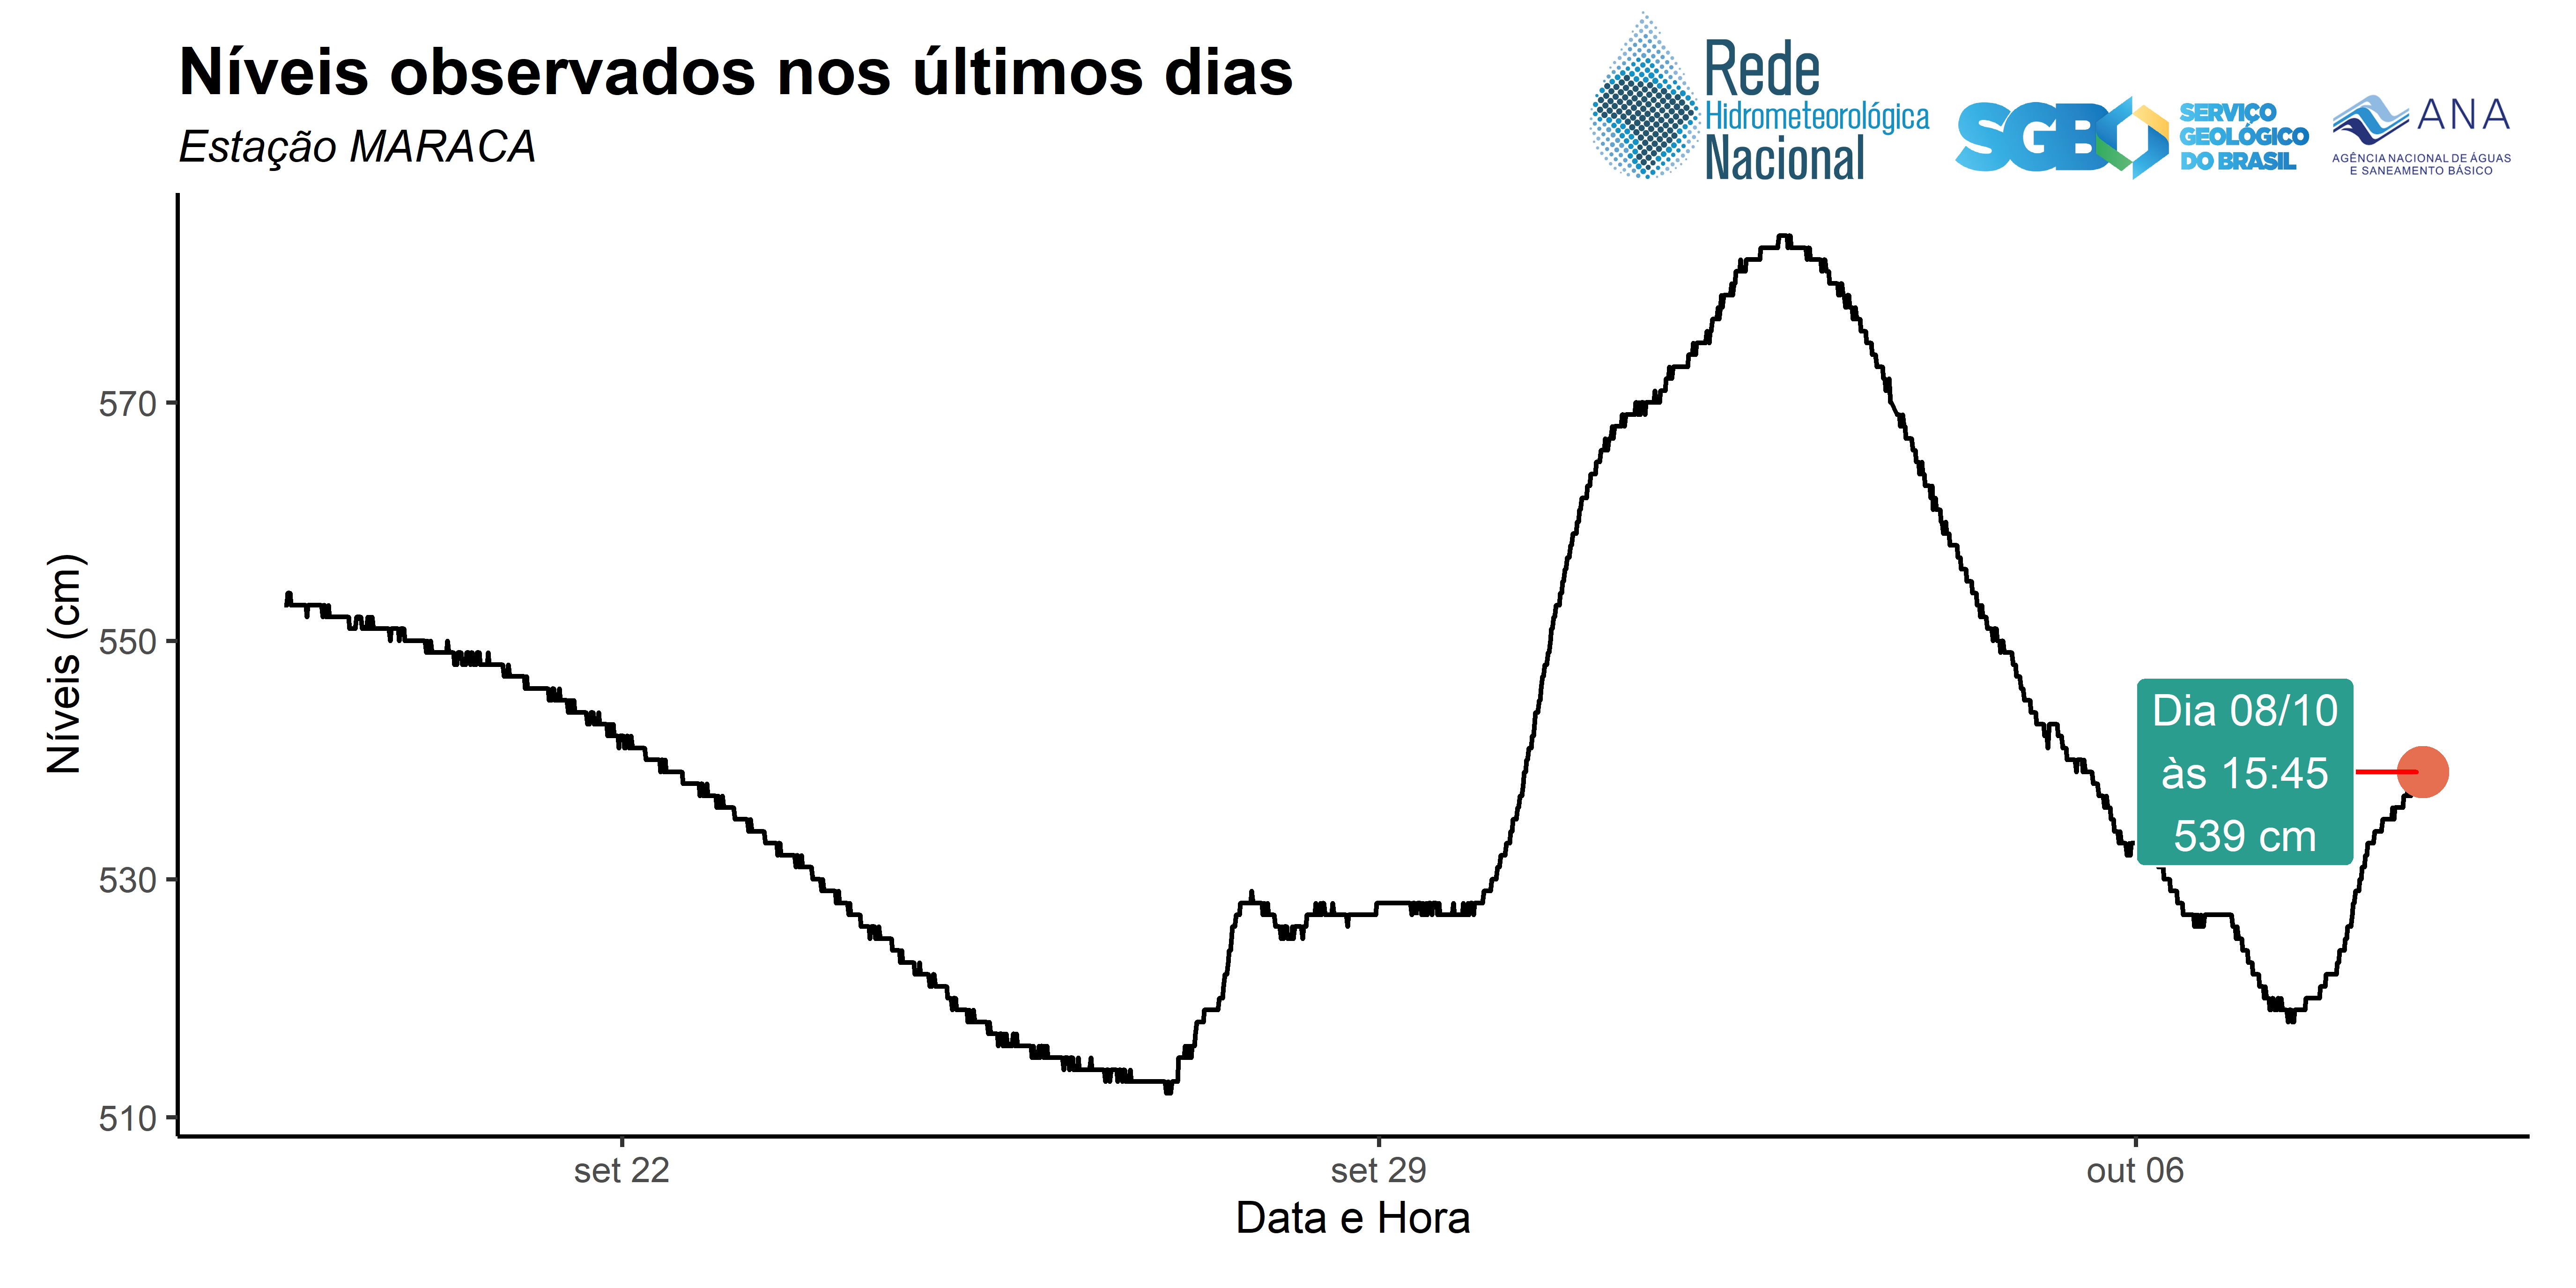 Níveis observados nos últimos dias
Estação MARACA
Rede
Hidrometeorológica
Nacional
SGB
SERVIÇO
GEOLÓGICO
DO BRASIL
ANA
AGÊNCIA NACIONAL DE ÁGUAS
E SANEAMENTO BÁSICO
Níveis (cm)
570
550
530
510
Dia 08/10
às 15:45
539 cm
set 22
set 29
out 06
Data e Hora